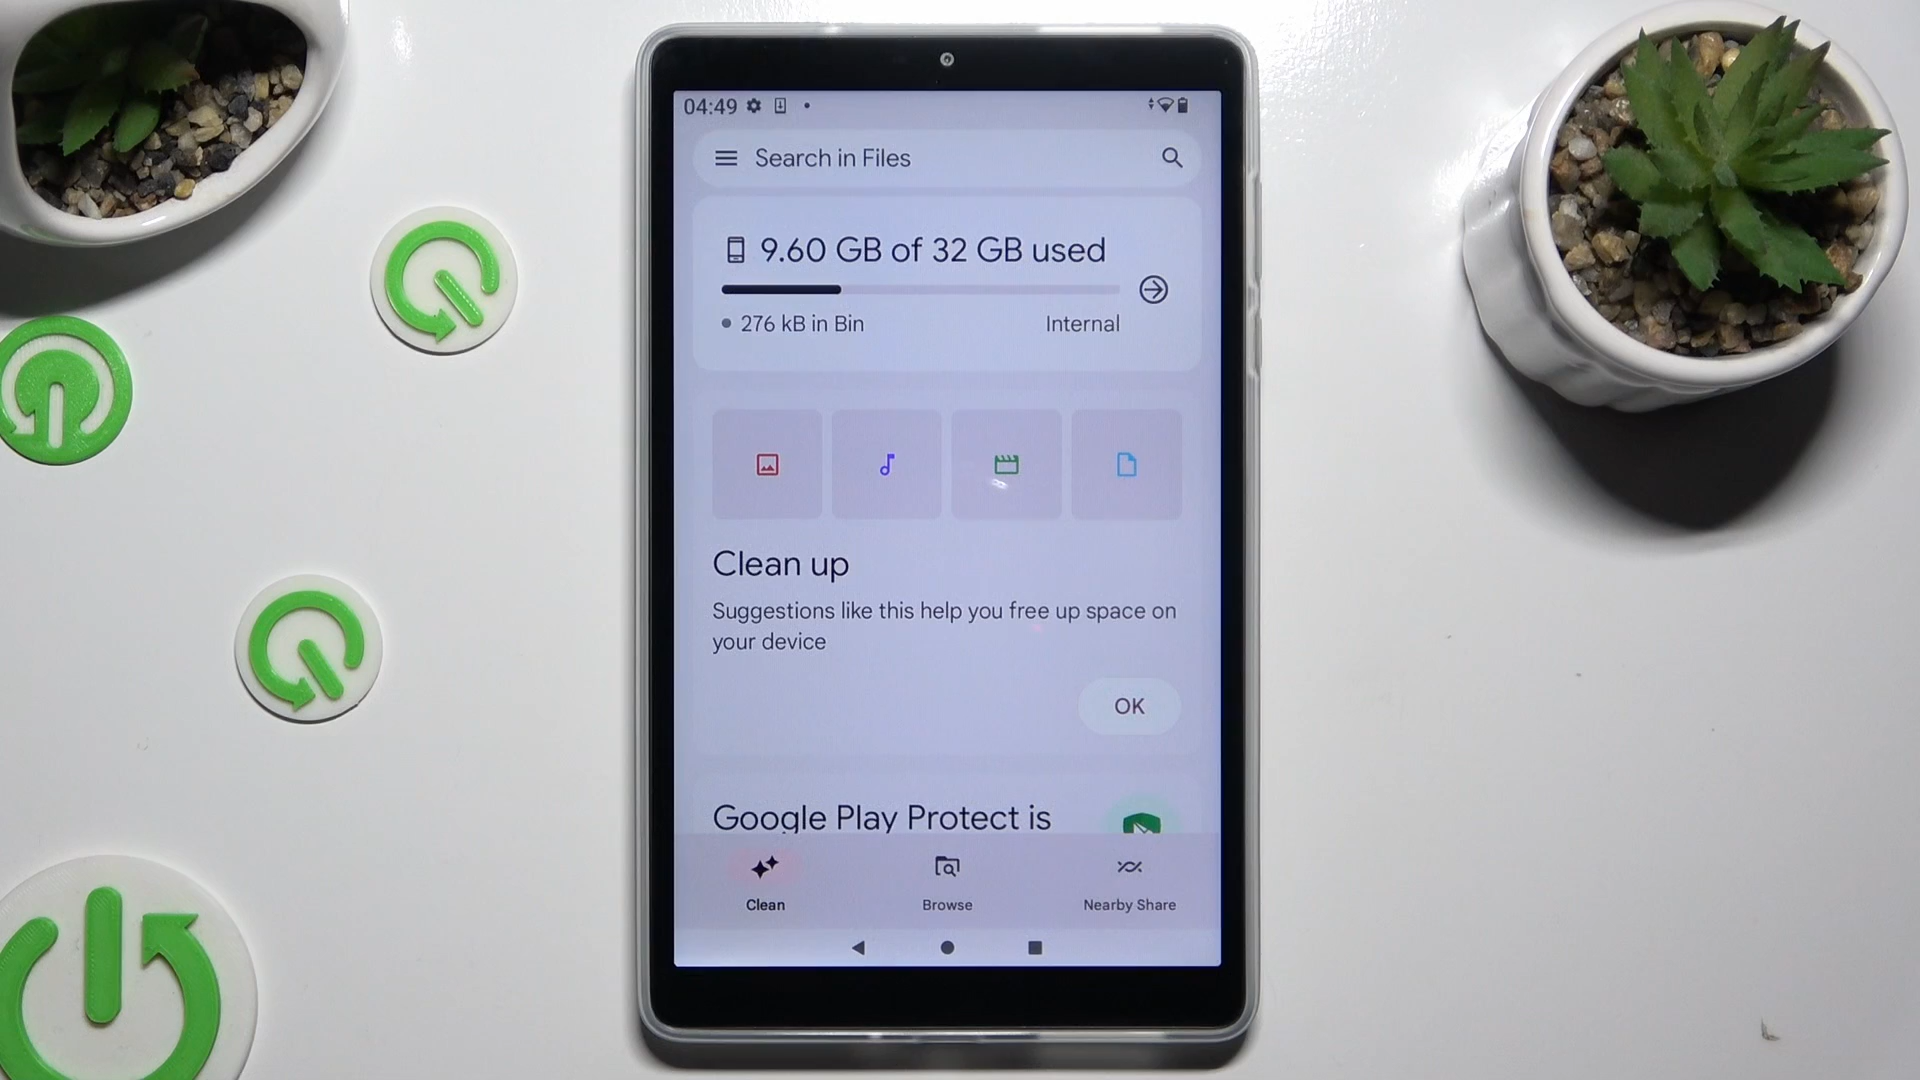 04:49
Search in Files
9.60 GB of 32 GB used
276 kB in Bin
Internal
Clean up
Suggestions like this help you free up space on
your device
OK
Google Play Protect is
Clean
Browse
Nearby Share